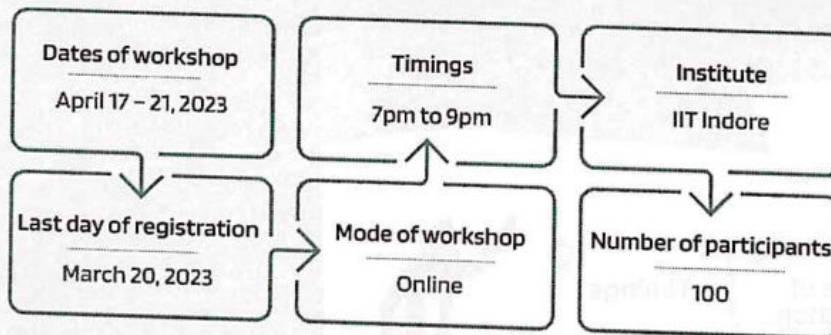 Dates of workshop
April 17 – 21, 2023
Last day of registration
March 20, 2023
Mode of workshop
Online
Timings
7pm to 9pm
Institute
IIT Indore
Number of participants
100